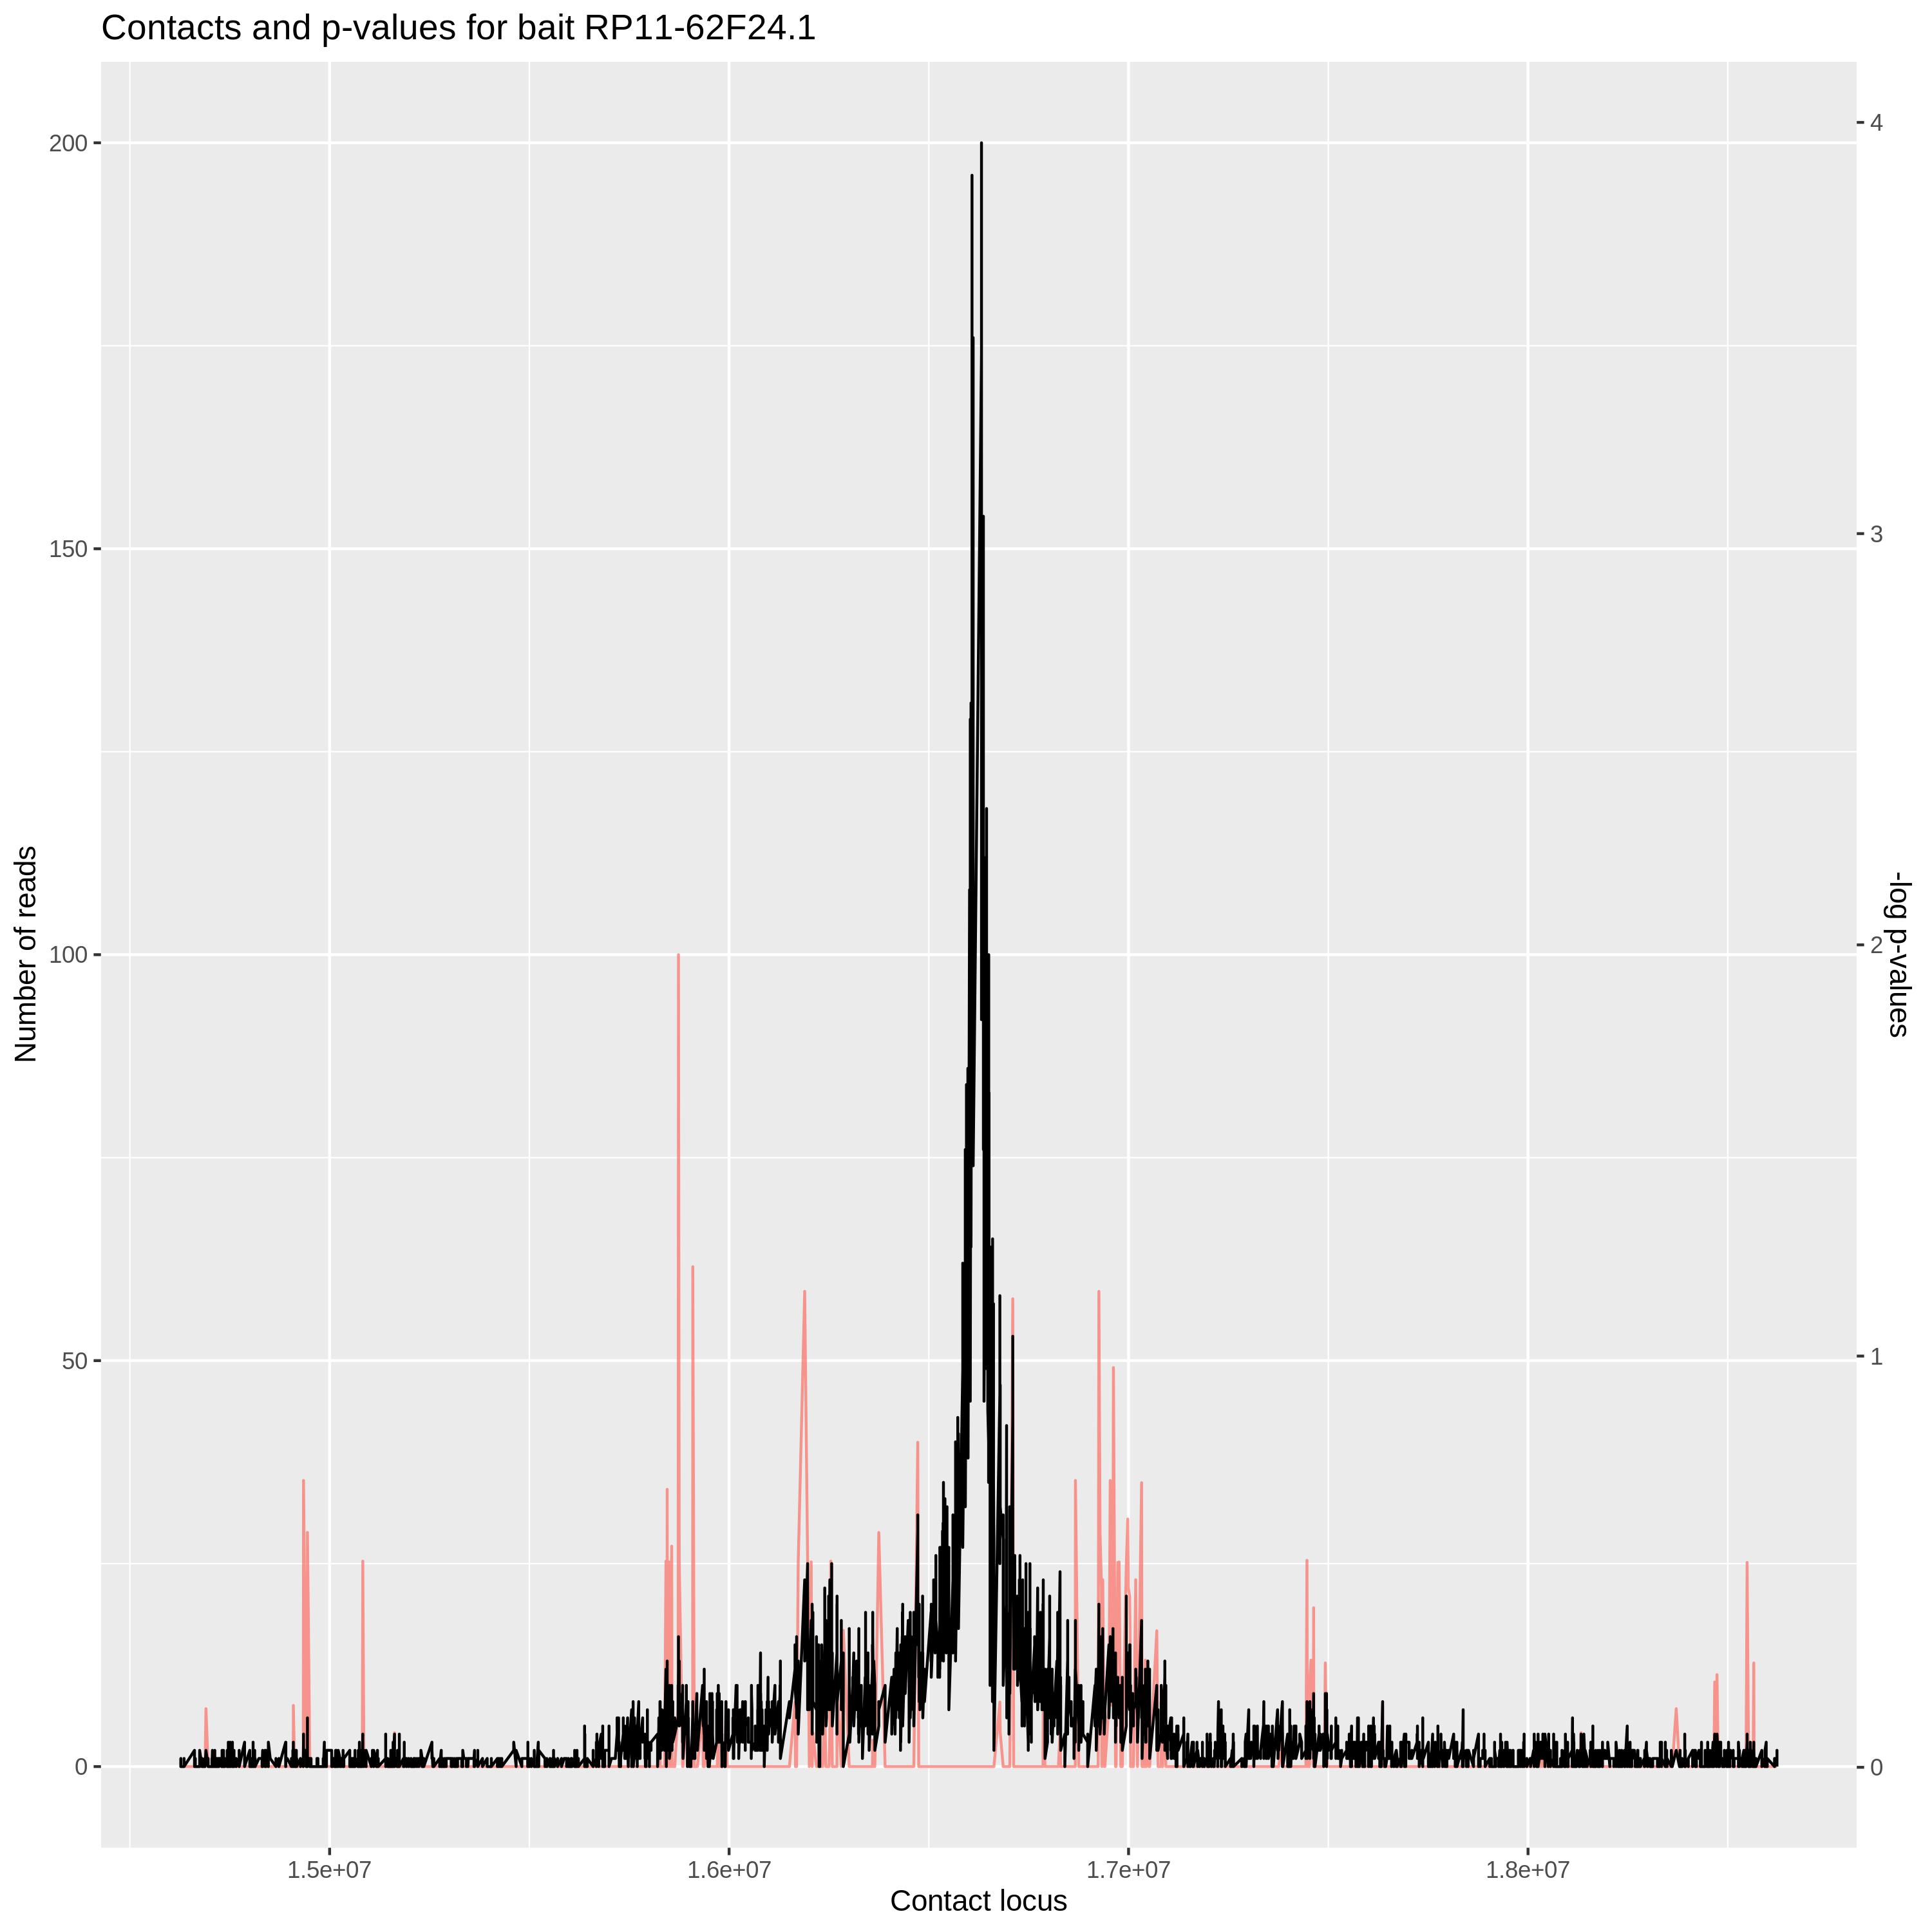 Contacts and p-values for bait RP11-62F24.1
200
150
100
50
0
Number of reads
4
3
2
1
0
-log p-values
1.5e+07
1.6e+07
1.7e+07
1.8e+07
Contact locus